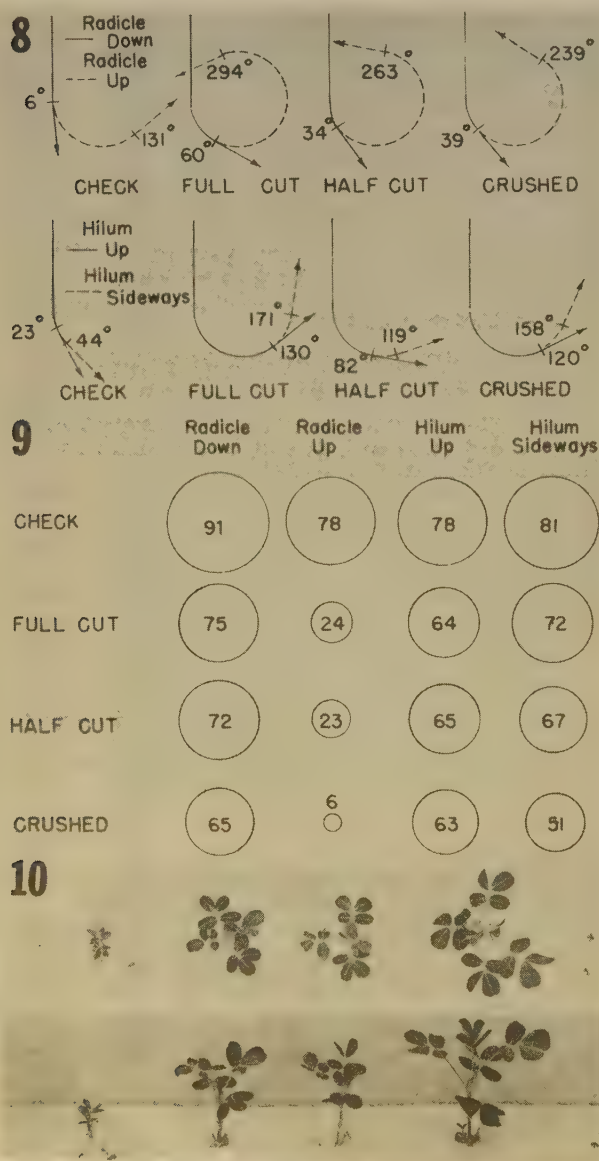 8
Radicle
Down
Radicle
Up
6°
131°
294°
60°
263°
34°
239°
39°
CHECK FULL CUT HALF CUT CRUSHED
Hilum
Up
Hilum
Sideways
23°
44°
171°
130°
119°
82°
158°
120°
CHECK FULL CUT HALF CUT CRUSHED
9
Radicle Down Radicle Up Hilum Up Hilum Sideways
CHECK 91 78 78 81
FULL CUT 75 24 64 72
HALF CUT 72 23 65 67
CRUSHED 65 6 63 51
10